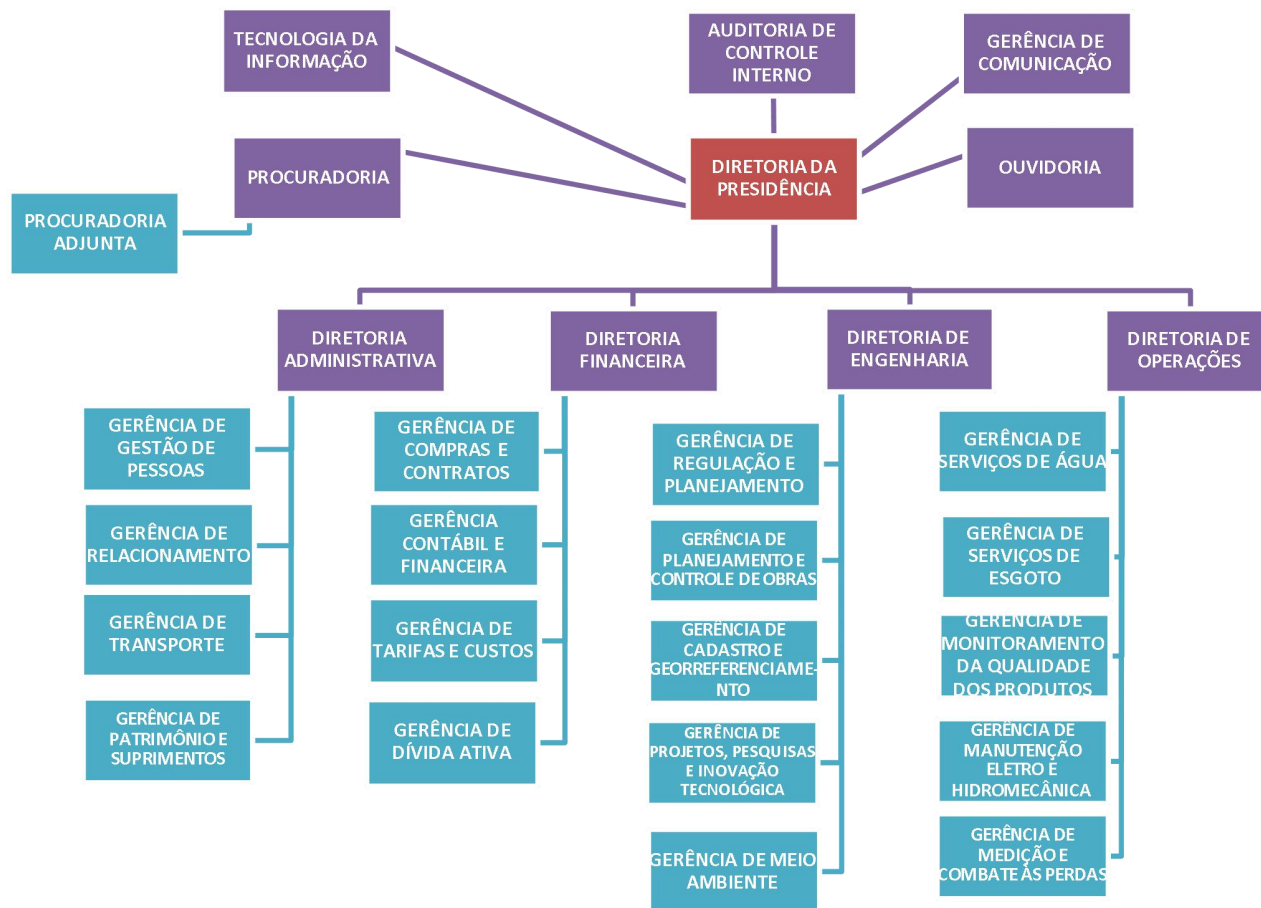 TECNOLOGIA DA
INFORMAÇÃO
AUDITORIA DE
CONTROLE
INTERNO
GERÊNCIA DE
COMUNICAÇÃO
PROCURADORIA
DIRETORIA DA
PRESIDÊNCIA
OUVIDORIA
PROCURADORIA
ADJUNTA
DIRETORIA
ADMINISTRATIVA
DIRETORIA
FINANCEIRA
DIRETORIA DE
ENGENHARIA
DIRETORIA DE
OPERAÇÕES
GERÊNCIA DE
GESTÃO DE
PESSOAS
GERÊNCIA DE
RELACIONAMENTO
GERÊNCIA DE
TRANSPORTE
GERÊNCIA DE
PATRIMÔNIO E
SUPRIMENTOS
GERÊNCIA DE
COMPRAS E
CONTRATOS
GERÊNCIA
CONTÁBIL E
FINANCEIRA
GERÊNCIA DE
TARIFAS E CUSTOS
GERÊNCIA DE
DÍVIDA ATIVA
GERÊNCIA DE
REGULAÇÃO E
PLANEJAMENTO
GERÊNCIA DE
PLANEJAMENTO E
CONTROLE DE OBRAS
GERÊNCIA DE
CADASTRO E
GEORREFERENCIAME-
NTO
GERÊNCIA DE
PROJETOS, PESQUISAS
E INOVAÇÃO
TECNOLÓGICA
GERÊNCIA DE MEIO
AMBIENTE
GERÊNCIA DE
SERVIÇOS DE ÁGUA
GERÊNCIA DE
SERVIÇOS DE
ESGOTO
GERÊNCIA DE
MONITORAMENTO
DA QUALIDADE
DOS PRODUTOS
GERÊNCIA DE
MANUTENÇÃO
ELETRO E
HIDROMECÂNICA
GERÊNCIA DE
MEDIÇÃO E
COMBATE ÀS PERDAS